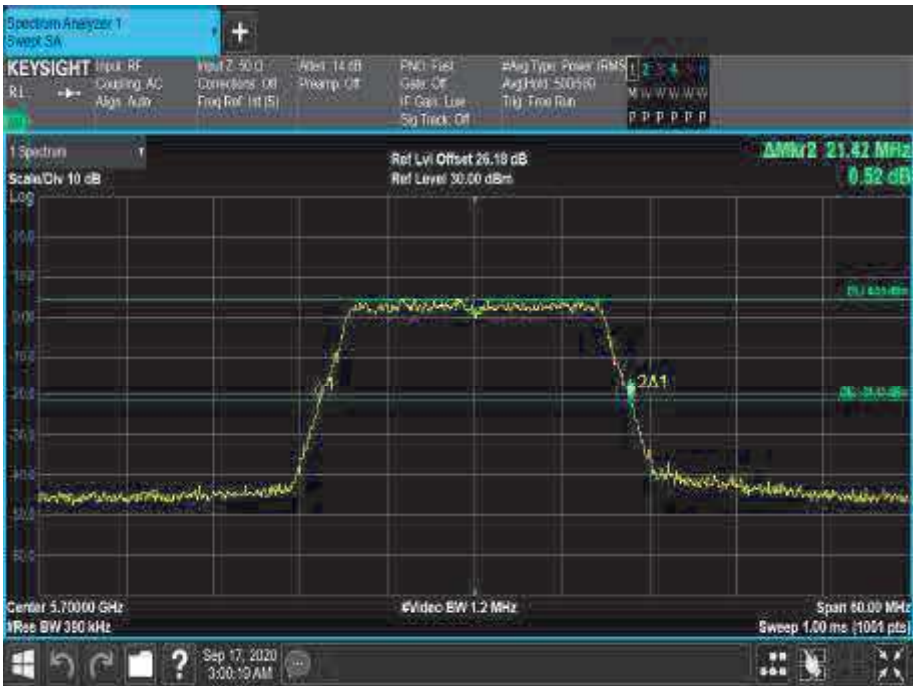 Spectrum Analyzer 1
Swept SA
+
KEYSIGHT Input: RF
R L
Coupling: AC
Align: Auto
Input Z: 50 Ω
Corrections: Off
Freq Ref: Int (S)
Atten: 14 dB
Preamp: Off
PNO: Fast
Gate: Off
IF Gain: Low
Sig Track: Off
#Avg Type: Power (RMS
Avg|Hold: 500/500
Trig: Free Run
1 2 3 4 5 6
M W W W W W
P P P P P P
1 Spectrum
Scale/Div 10 dB
Log
Ref Lvl Offset 26.18 dB
Ref Level 30.00 dBm
ΔMkr2 21.42 MHz
0.52 dB
0.00
2Δ1
Center 5.70000 GHz
#Res BW 390 kHz
#Video BW 1.2 MHz
Span 60.00 MHz
Sweep 1.00 ms (1001 pts)
?
Sep 17, 2020
3:00:19 AM